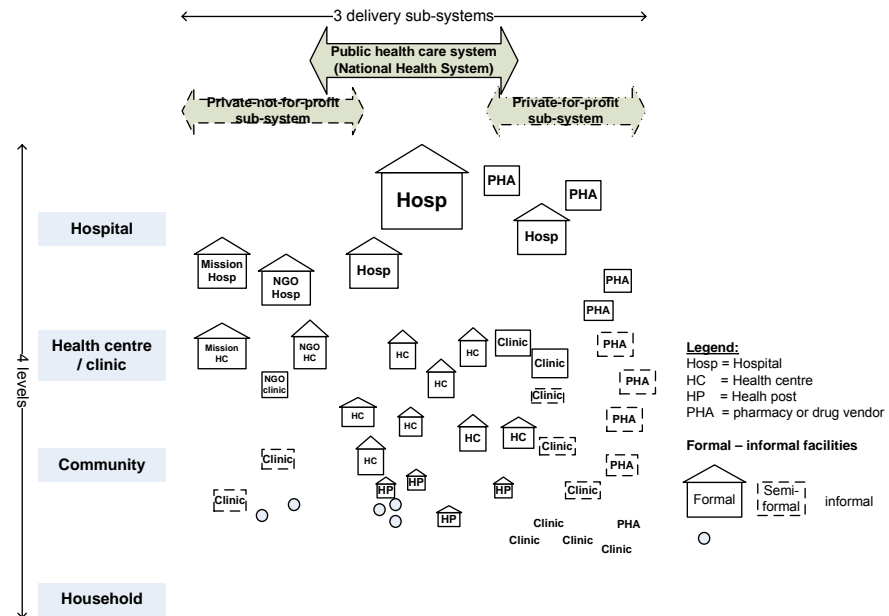 3 delivery sub-systems
Public health care system
(National Health System)
Private-not-for-profit
sub-system
Private-for-profit
sub-system
4 levels
Hospital
Hosp
PHA
PHA
Hosp
Mission
Hosp
NGO
Hosp
Hosp
PHA
PHA
Health centre
/ clinic
Mission
HC
NGO
HC
HC
HC
Clinic
PHA
Clinic
NGO
clinic
HC
PHA
Clinic
HC
HC
HC
HC
PHA
Community
Clinic
HC
Clinic
PHA
Clinic
HP
HP
HP
Clinic
HP
Clinic
PHA
Clinic
Clinic
Clinic
Household
Legend:
Hosp = Hospital
HC = Health centre
HP = Healh post
PHA = pharmacy or drug vendor
Formal – informal facilities
Formal
Semi-
formal
informal